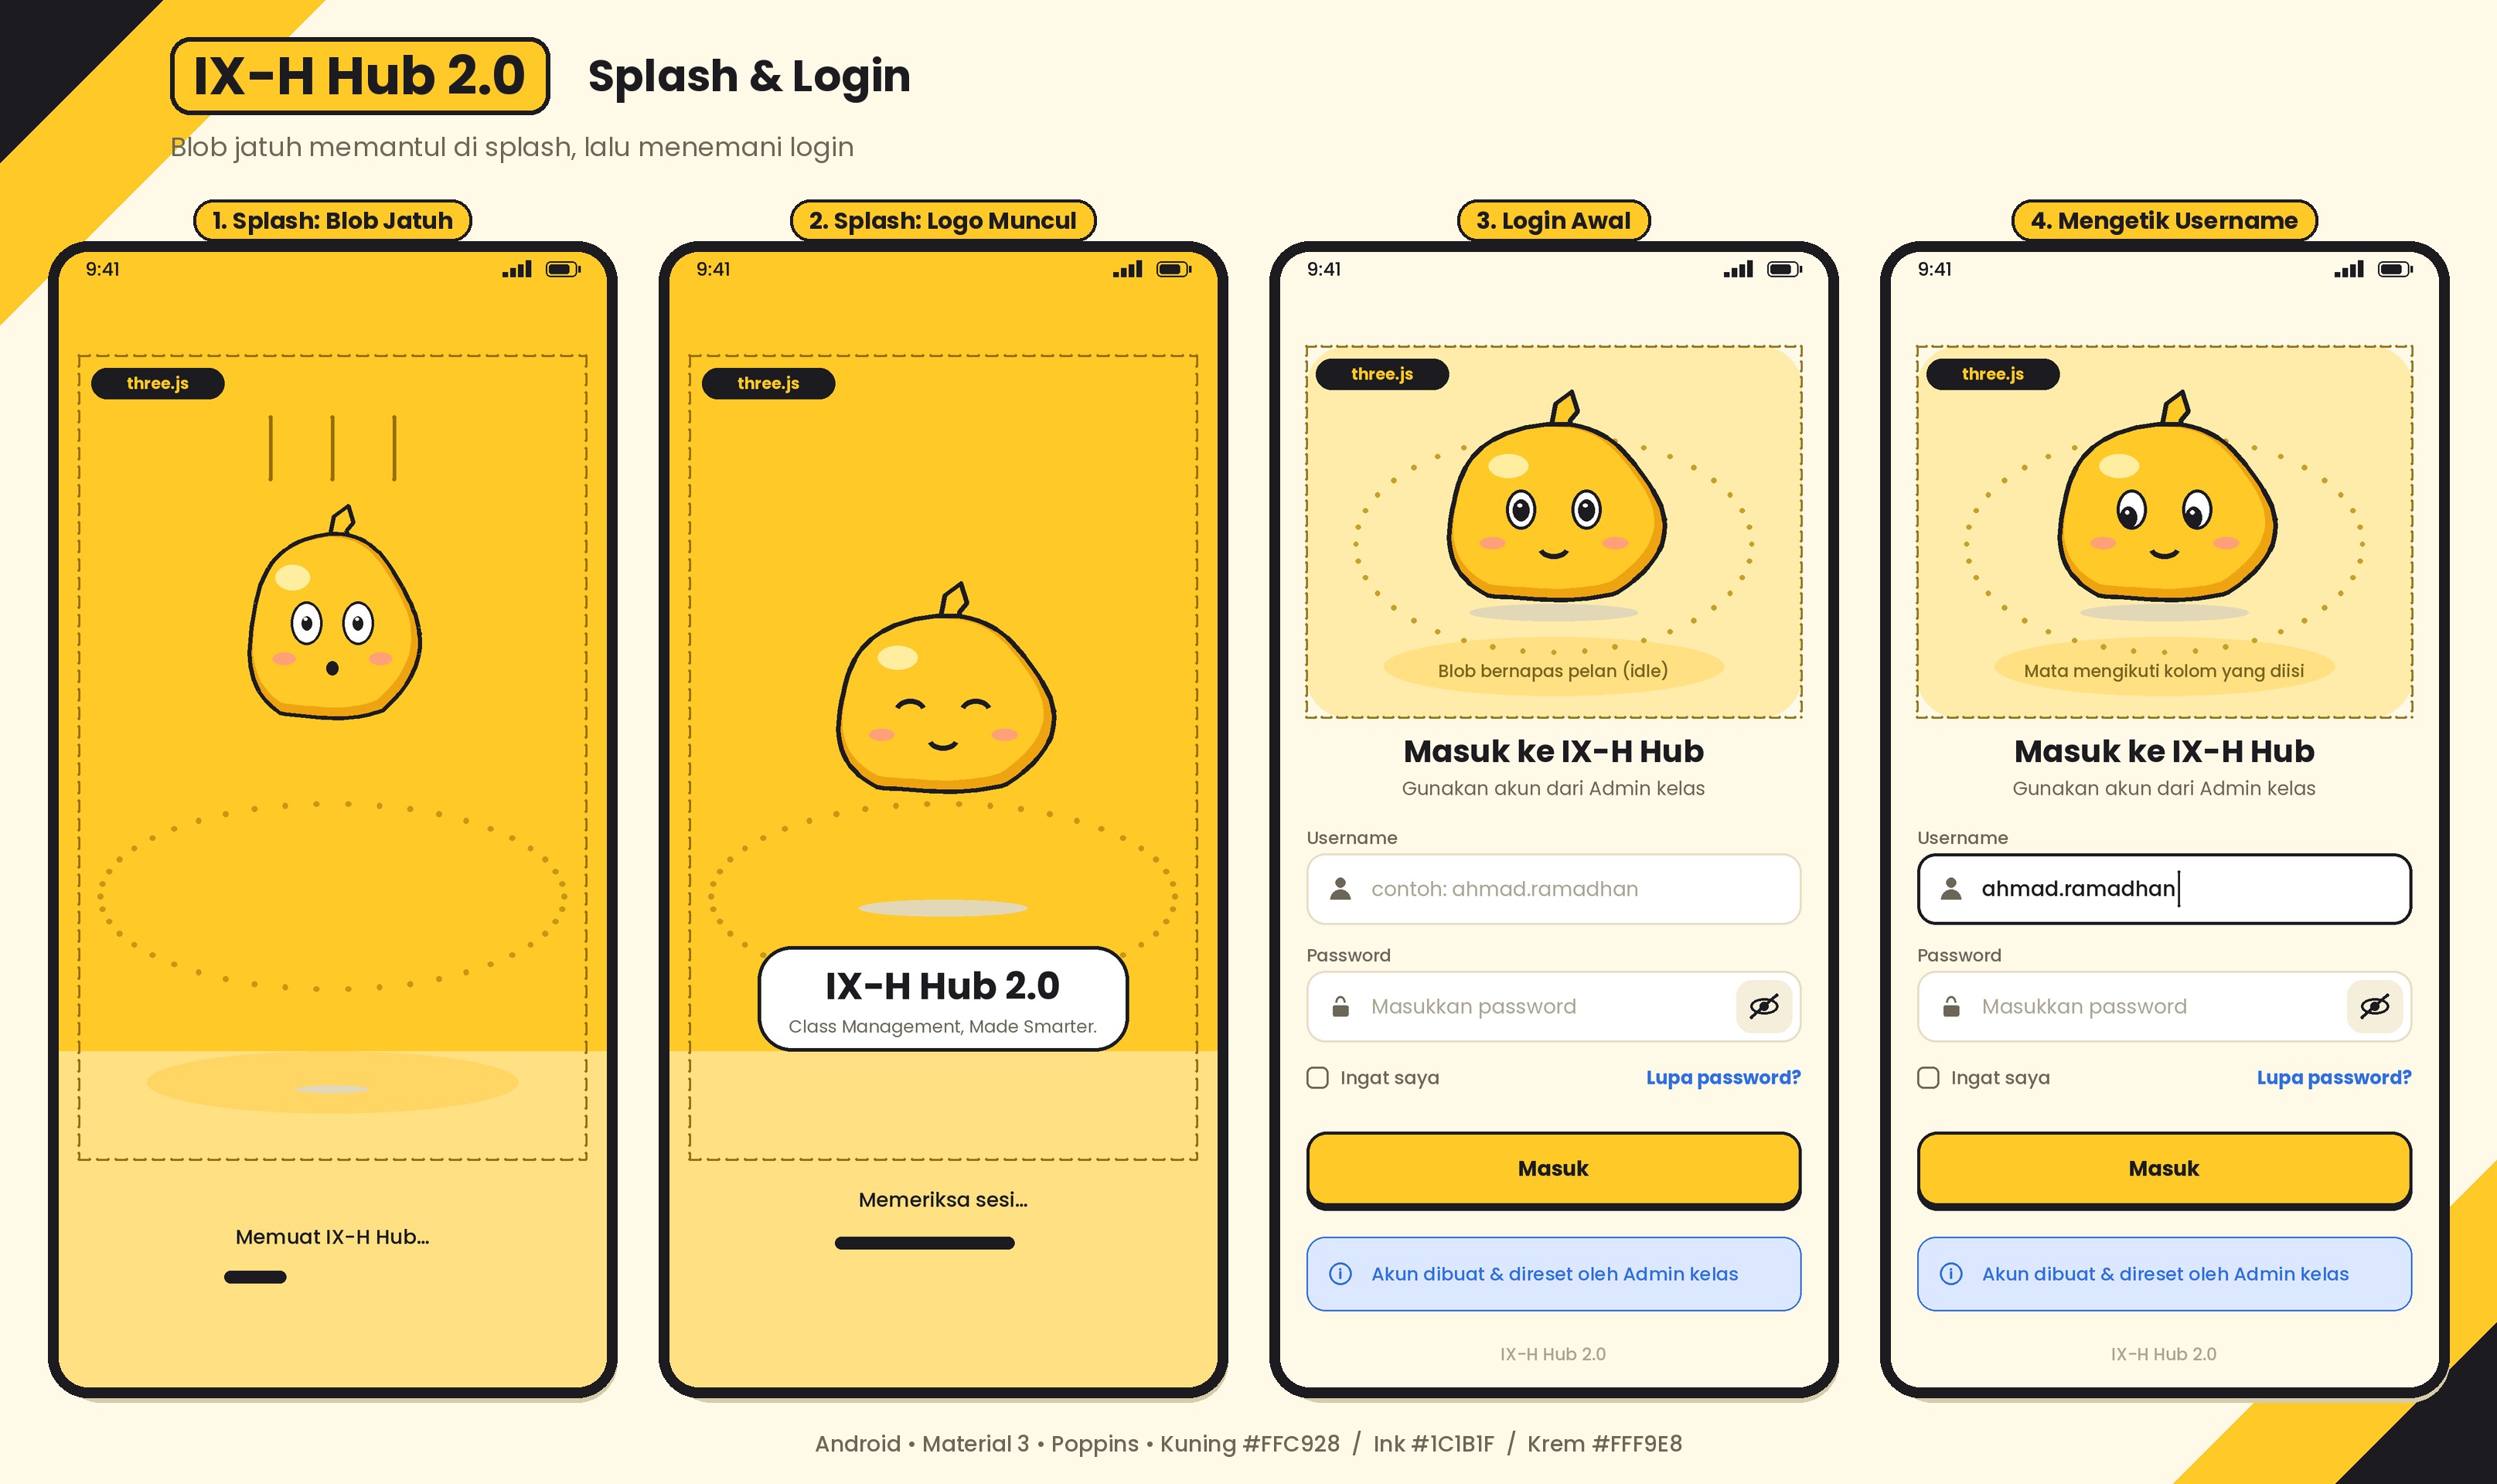 IX-H Hub 2.0
Splash & Login
Blob jatuh memantul di splash, lalu menemani login
1. Splash: Blob Jatuh
9:41
three.js
Memuat IX-H Hub...
2. Splash: Logo Muncul
9:41
three.js
IX-H Hub 2.0
Class Management, Made Smarter.
Memeriksa sesi...
3. Login Awal
9:41
three.js
Blob bernapas pelan (idle)
Masuk ke IX-H Hub
Gunakan akun dari Admin kelas
Username
contoh: ahmad.ramadhan
Password
Masukkan password
Ingat saya
Lupa password?
Masuk
Akun dibuat & direset oleh Admin kelas
IX-H Hub 2.0
4. Mengetik Username
9:41
three.js
Mata mengikuti kolom yang diisi
Masuk ke IX-H Hub
Gunakan akun dari Admin kelas
Username
ahmad.ramadhan
Password
Masukkan password
Ingat saya
Lupa password?
Masuk
Akun dibuat & direset oleh Admin kelas
IX-H Hub 2.0
Android • Material 3 • Poppins • Kuning #FFC928 / Ink #1C1B1F / Krem #FFF9E8